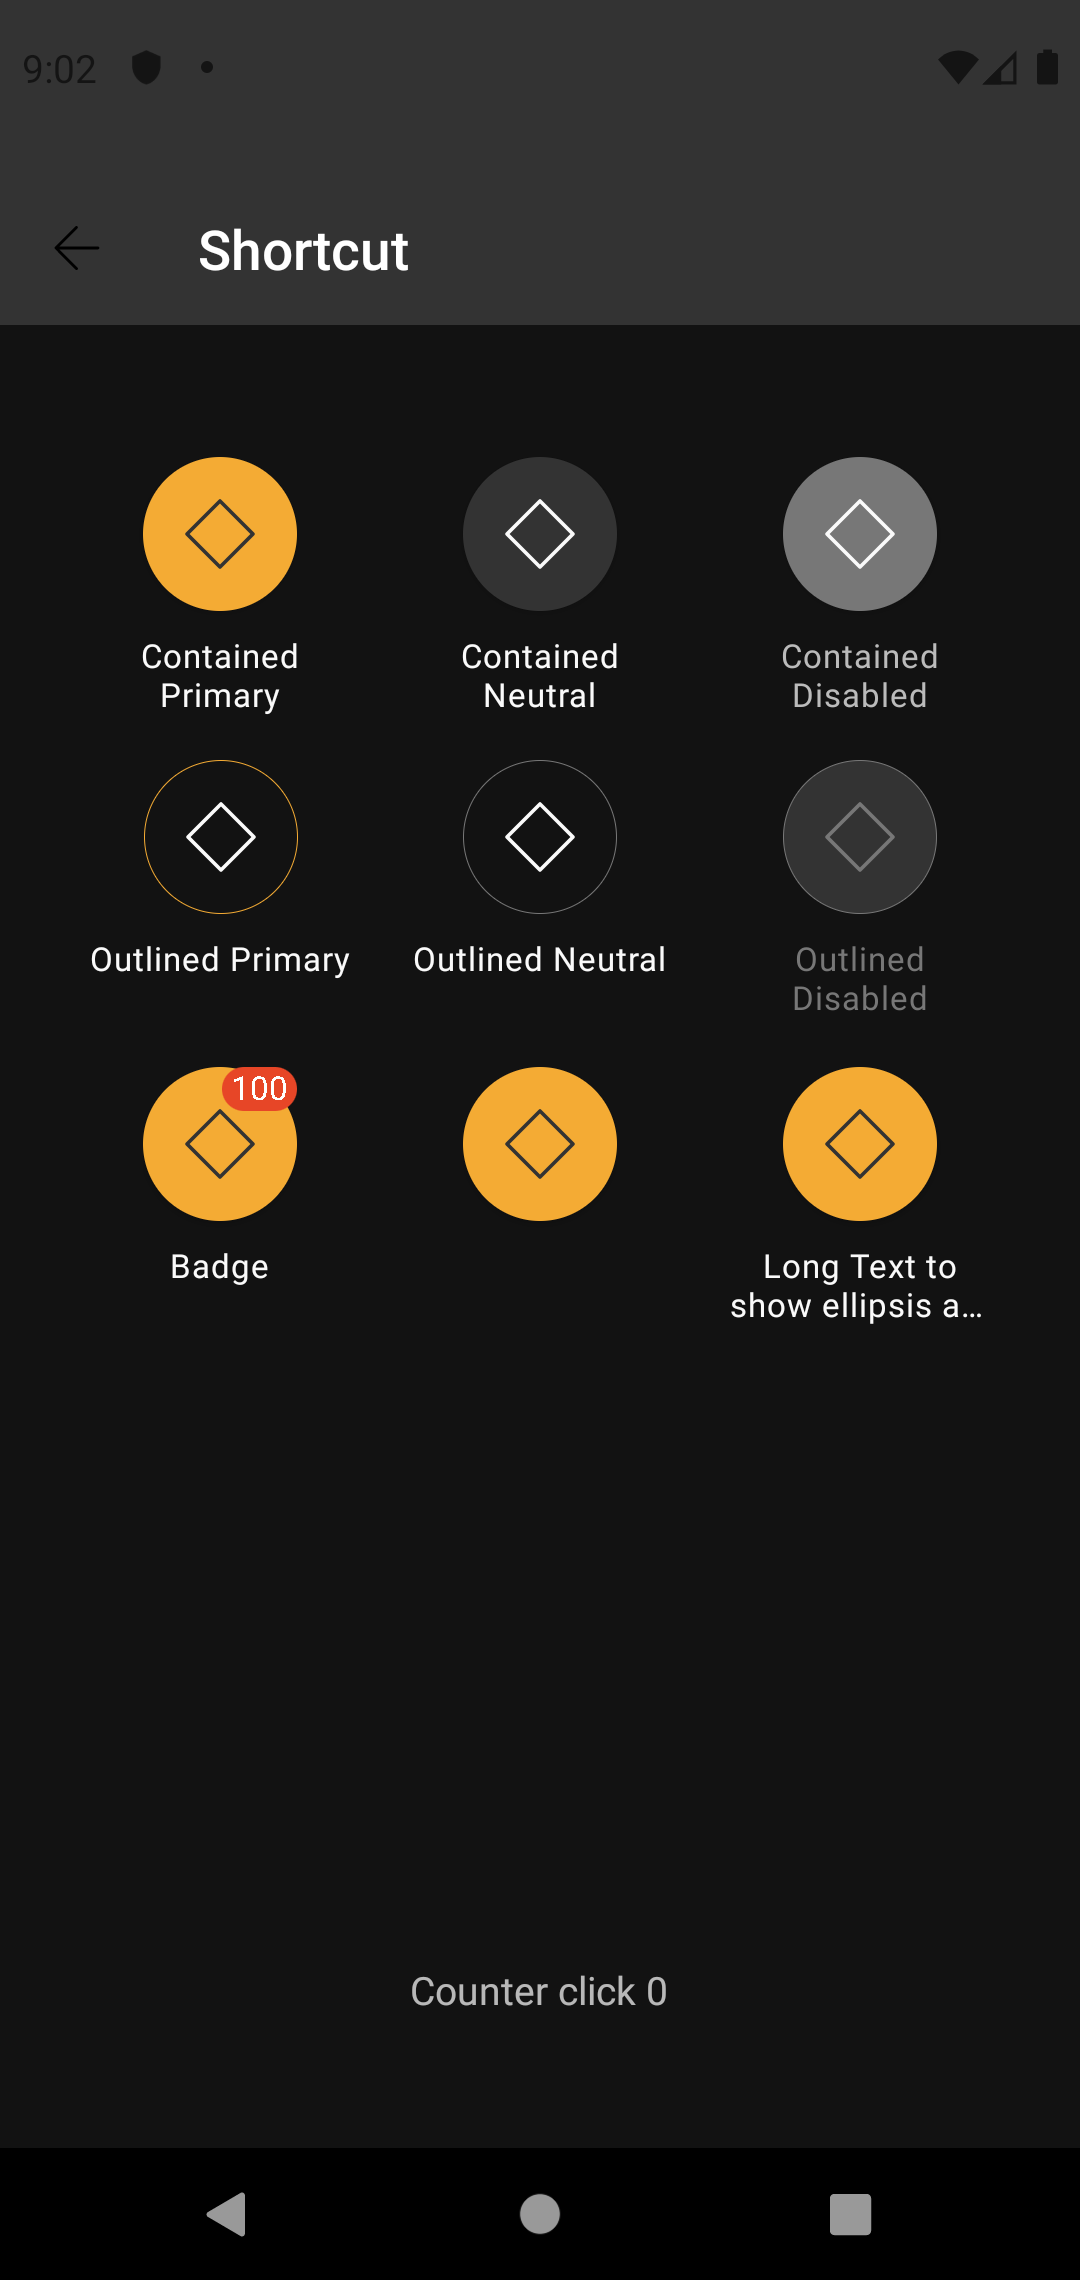 9:02
Shortcut
Contained
Primary
Contained
Neutral
Contained
Disabled
Outlined Primary
Outlined Neutral
Outlined
Disabled
100
Badge
Long Text to
show ellipsis a…
Counter click 0